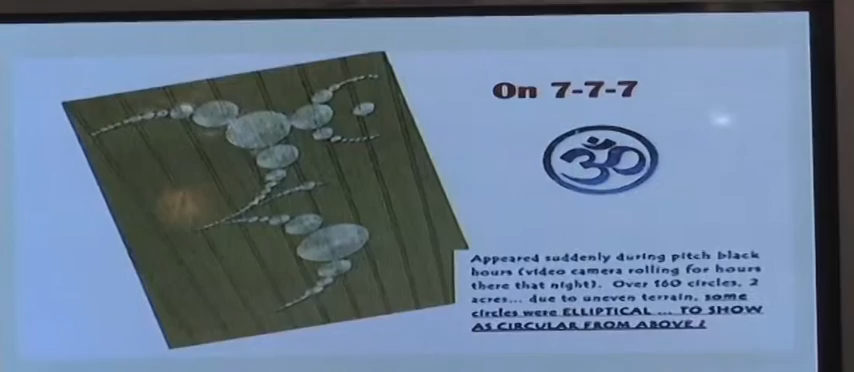 On 7-7-7
ॐ
Appeared suddenly during pitch black
hours (video camera rolling for hours
there that night). Over 160 circles, 2
acres... due to uneven terrain, some
circles were ELLIPTICAL ... TO SHOW
AS CIRCULAR FROM ABOVE !